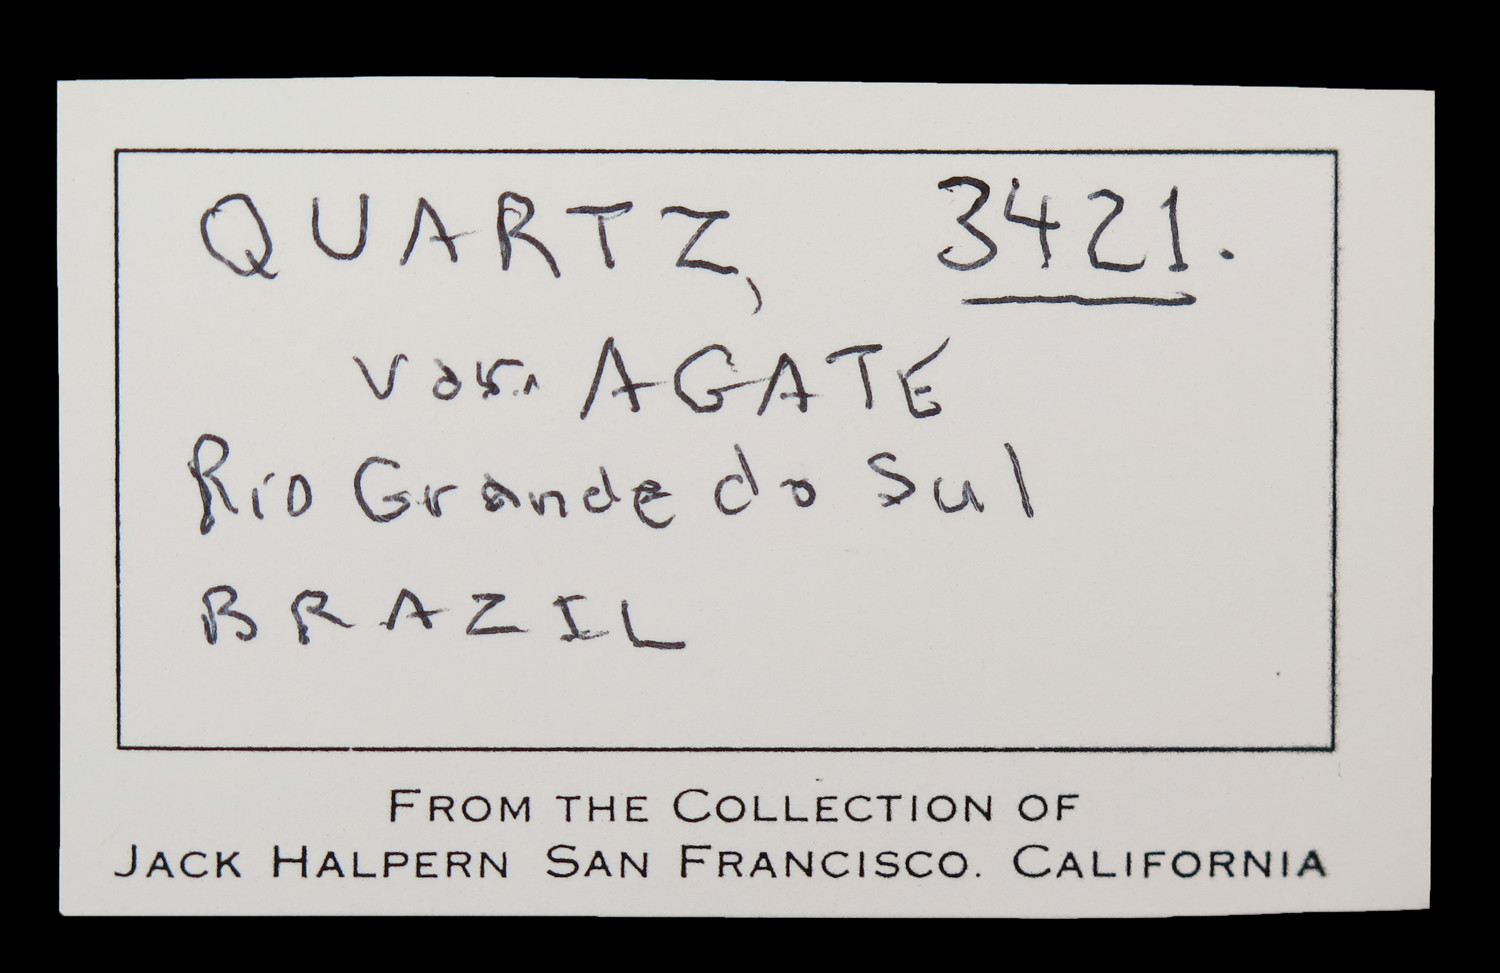 QUARTZ, 3421.
var. AGATE
Rio Grande do Sul
BRAZIL
FROM THE COLLECTION OF
JACK HALPERN SAN FRANCISCO. CALIFORNIA